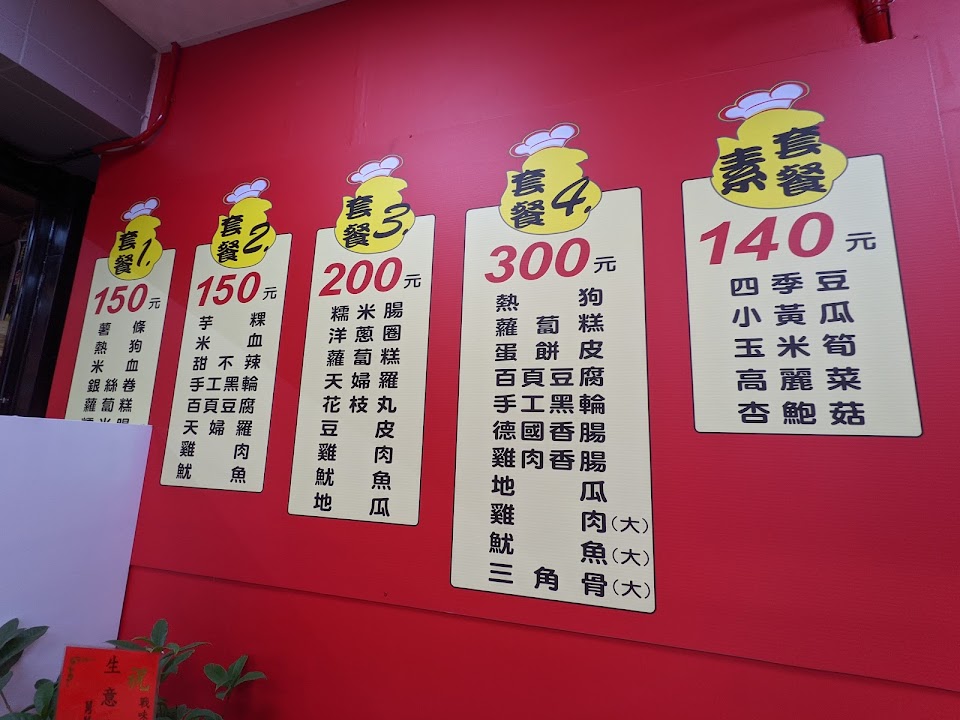 套餐1.
150元
薯條
熱狗
米血
銀絲卷
蘿蔔糕
糯米腸
套餐2.
150元
芋粿
米血
甜不辣
手工黑輪
百頁豆腐
天婦羅
雞肉
魷魚
套餐3.
200元
糯米腸
洋蔥圈
蘿蔔糕
天婦羅
花枝丸
豆皮
雞肉
魷魚
地瓜
套餐4.
300元
熱狗
蘿蔔糕
蛋餅皮
百頁豆腐
手工黑輪
德國香腸
雞肉香腸
地瓜
雞肉(大)
魷魚(大)
三角骨(大)
素套餐
140元
四季豆
小黃瓜
玉米筍
高麗菜
杏鮑菇
生意